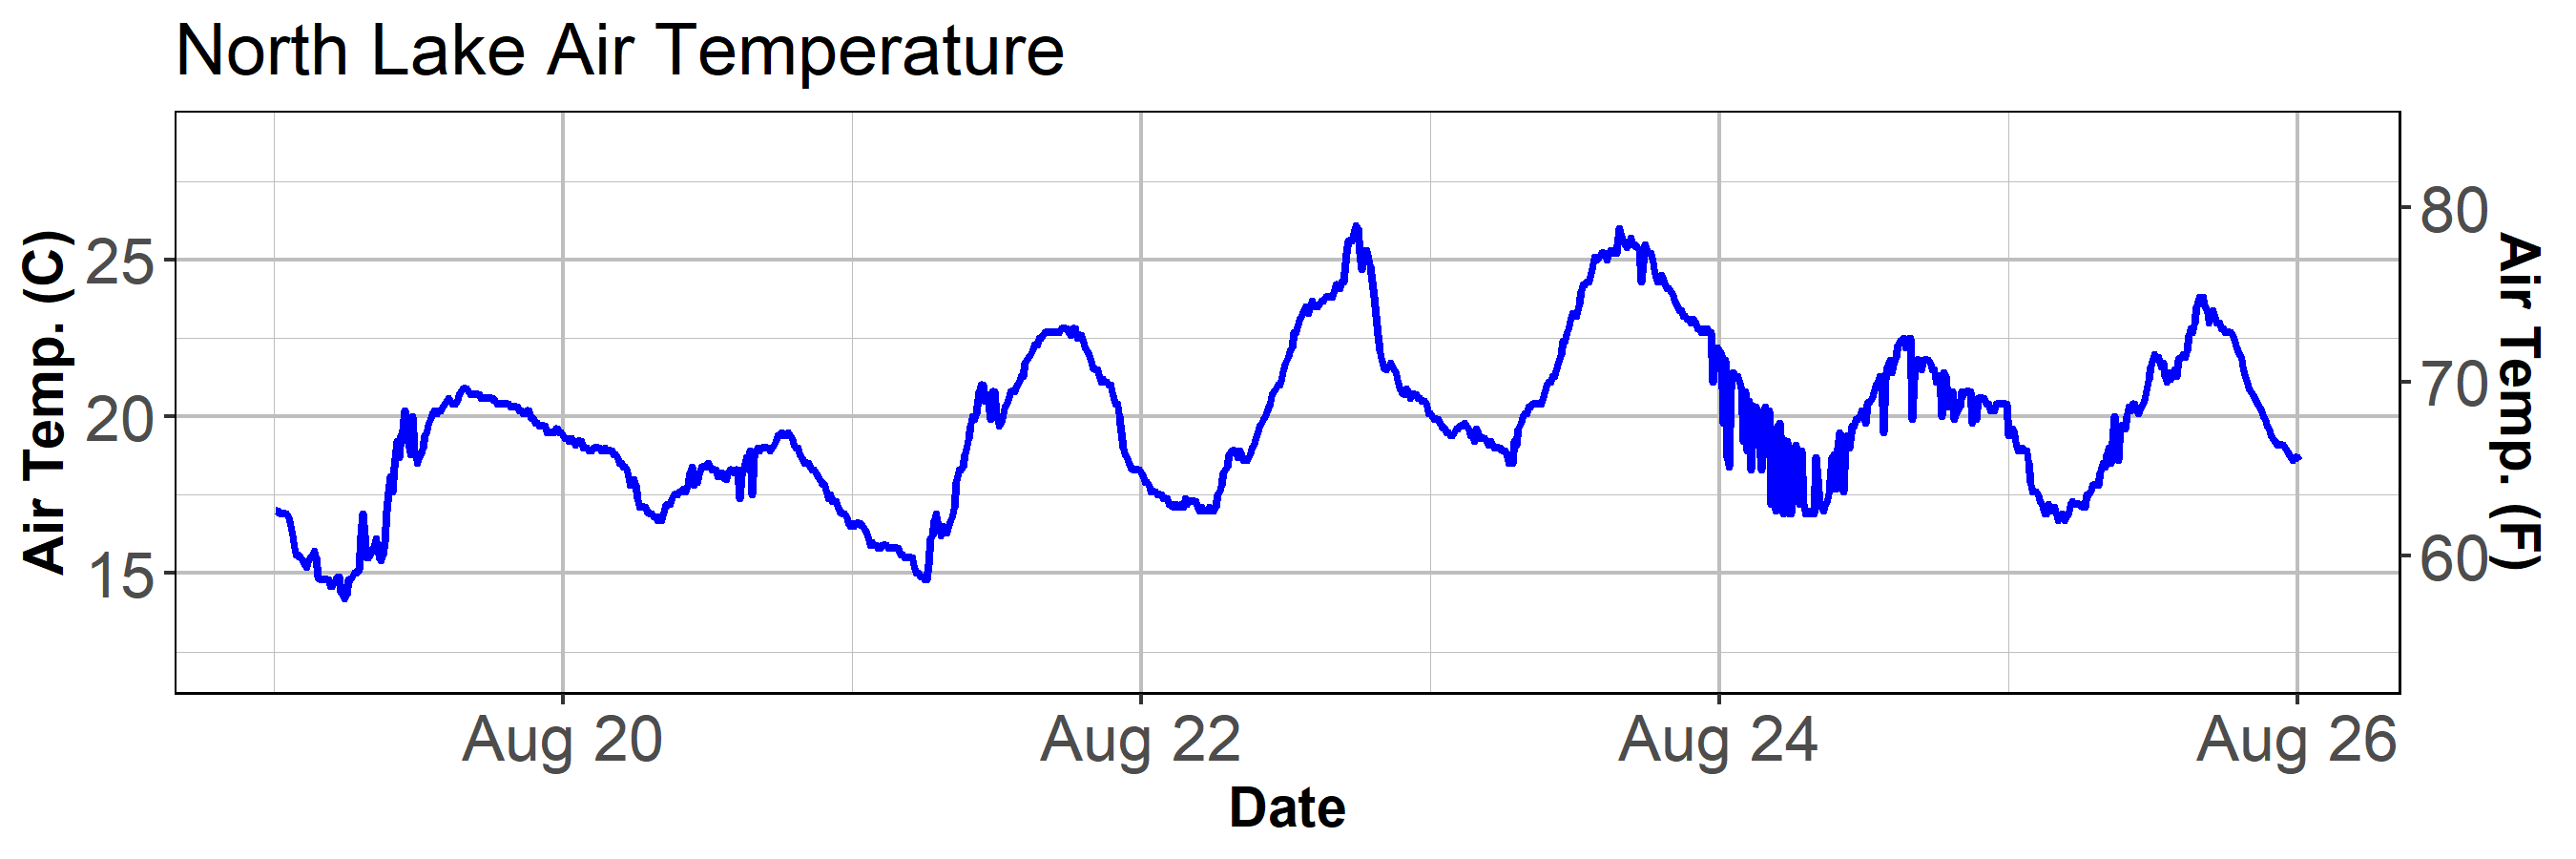 North Lake Air Temperature
Air Temp. (C)
25
20
15
80
70
60
Air Temp. (F)
Aug 20
Aug 22
Aug 24
Aug 26
Date